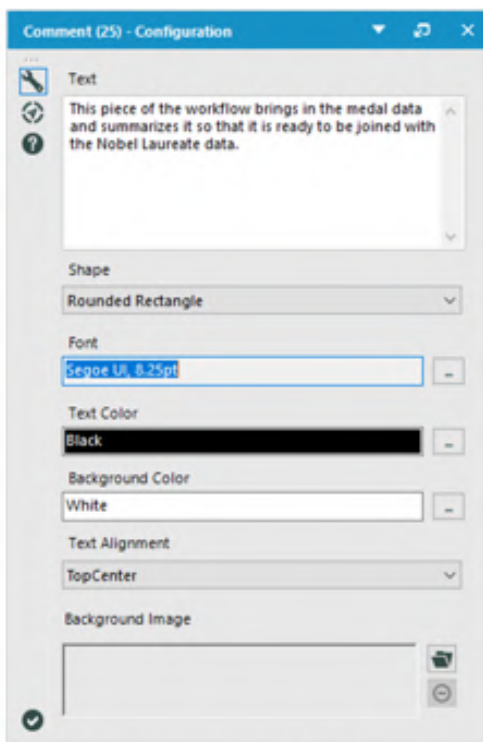 Comment (25) - Configuration
Text
This piece of the workflow brings in the medal data
and summarizes it so that it is ready to be joined with
the Nobel Laureate data.
Shape
Rounded Rectangle
Font
Segoe UI, 8.25pt
Text Color
Black
Background Color
White
Text Alignment
TopCenter
Background Image